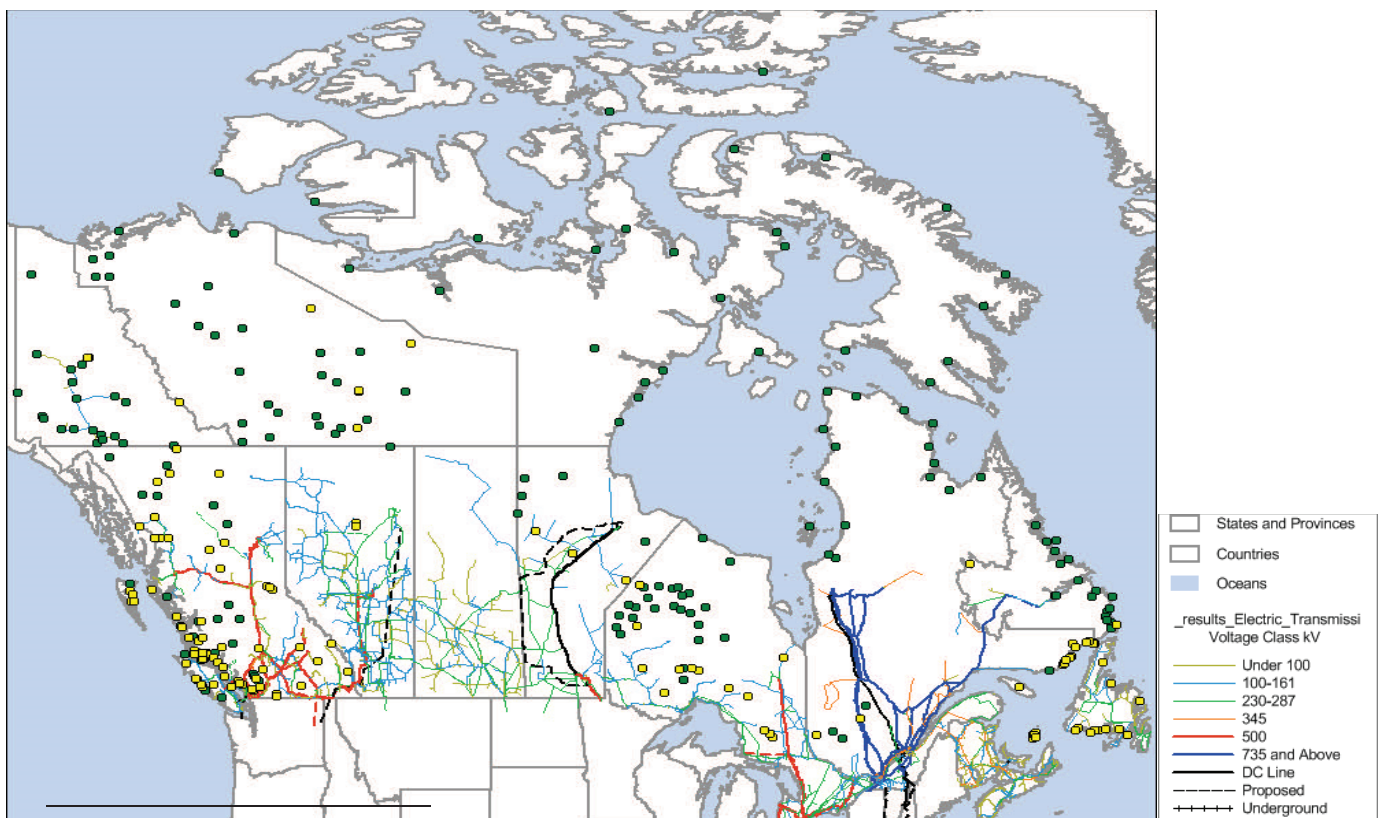 States and Provinces
Countries
Oceans
_results_Electric_Transmissi
Voltage Class kV
Under 100
100-161
230-287
345
500
735 and Above
DC Line
Proposed
Underground